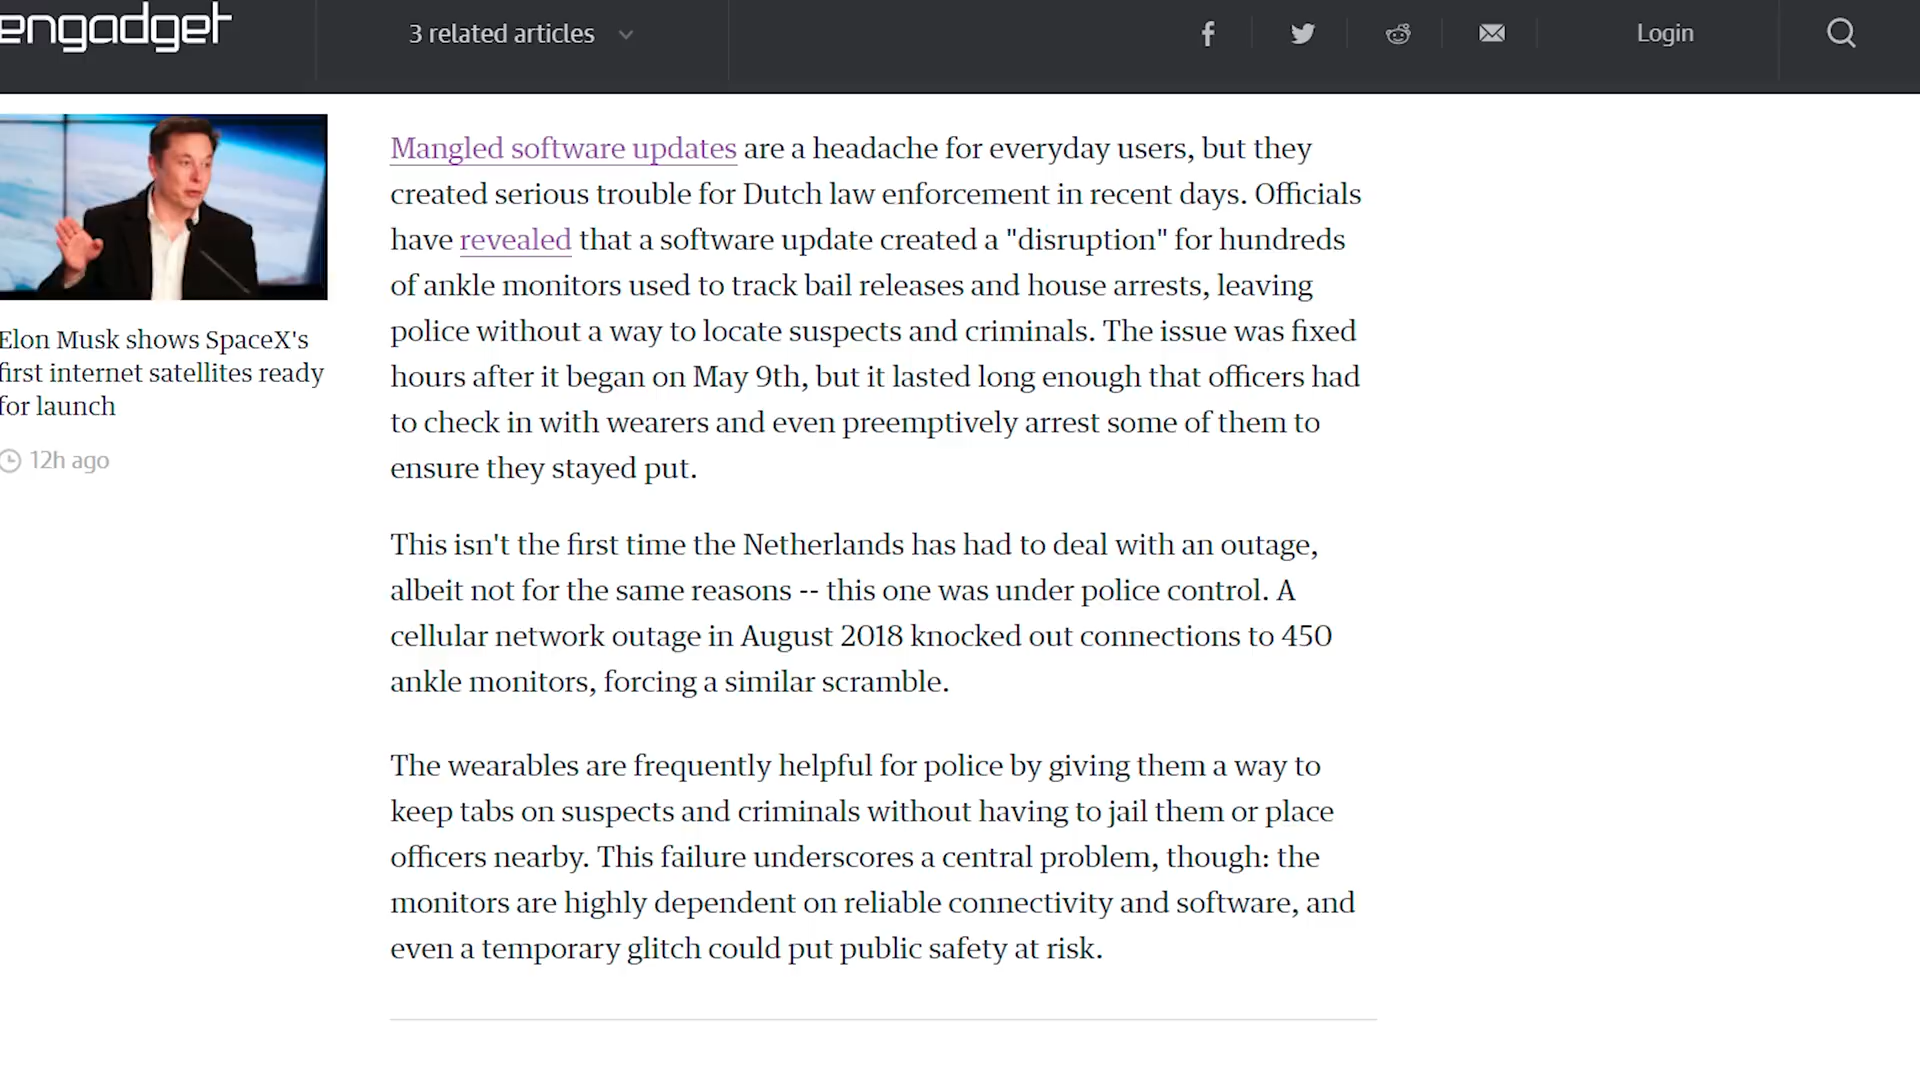 engadget
3 related articles
Login
Elon Musk shows SpaceX's
first internet satellites ready
for launch
12h ago
Mangled software updates are a headache for everyday users, but they
created serious trouble for Dutch law enforcement in recent days. Officials
have revealed that a software update created a "disruption" for hundreds
of ankle monitors used to track bail releases and house arrests, leaving
police without a way to locate suspects and criminals. The issue was fixed
hours after it began on May 9th, but it lasted long enough that officers had
to check in with wearers and even preemptively arrest some of them to
ensure they stayed put.
This isn't the first time the Netherlands has had to deal with an outage,
albeit not for the same reasons -- this one was under police control. A
cellular network outage in August 2018 knocked out connections to 450
ankle monitors, forcing a similar scramble.
The wearables are frequently helpful for police by giving them a way to
keep tabs on suspects and criminals without having to jail them or place
officers nearby. This failure underscores a central problem, though: the
monitors are highly dependent on reliable connectivity and software, and
even a temporary glitch could put public safety at risk.